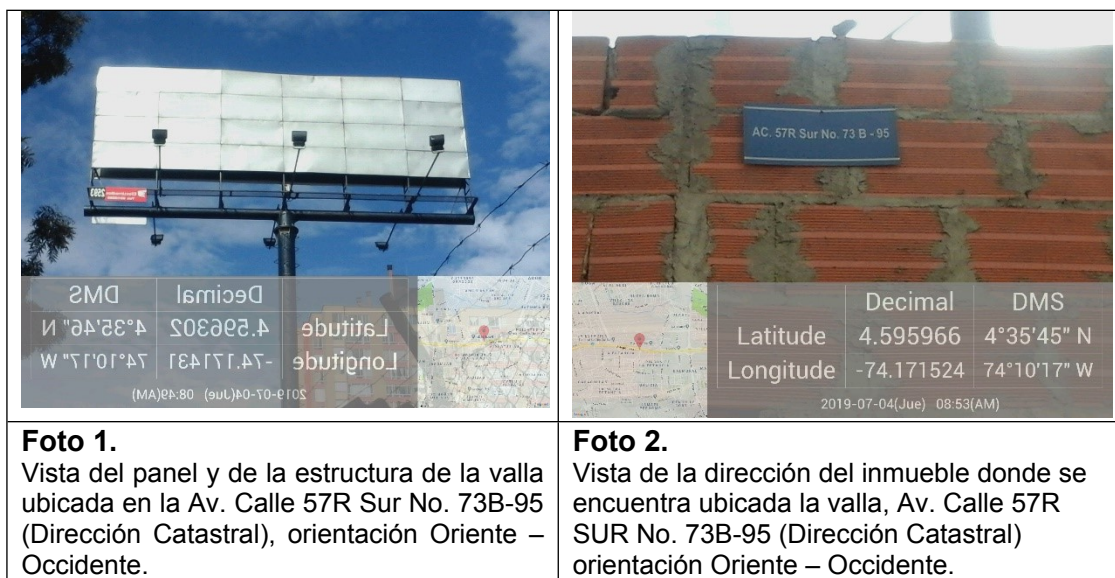 2593
DMS Decimal
4°35'46" N 4.596302 Latitude
74°10'17" W -74.171431 Longitude
2019-07-04(Jue) 08:49(AM)
AC. 57R Sur No. 73 B - 95
Decimal DMS
Latitude 4.595966 4°35'45" N
Longitude -74.171524 74°10'17" W
2019-07-04(Jue) 08:53(AM)
Foto 1.
Vista del panel y de la estructura de la valla
ubicada en la Av. Calle 57R Sur No. 73B-95
(Dirección Catastral), orientación Oriente –
Occidente.
Foto 2.
Vista de la dirección del inmueble donde se
encuentra ubicada la valla, Av. Calle 57R
SUR No. 73B-95 (Dirección Catastral)
orientación Oriente – Occidente.